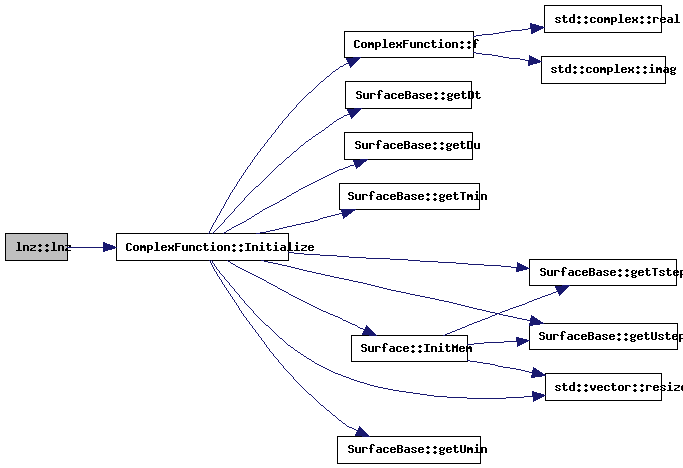 std::complex::real
ComplexFunction::f
std::complex::imag
SurfaceBase::getDt
SurfaceBase::getDu
SurfaceBase::getTmin
lnz::lnz
ComplexFunction::Initialize
SurfaceBase::getTstep
SurfaceBase::getUstep
Surface::InitMem
std::vector::resize
SurfaceBase::getUmin